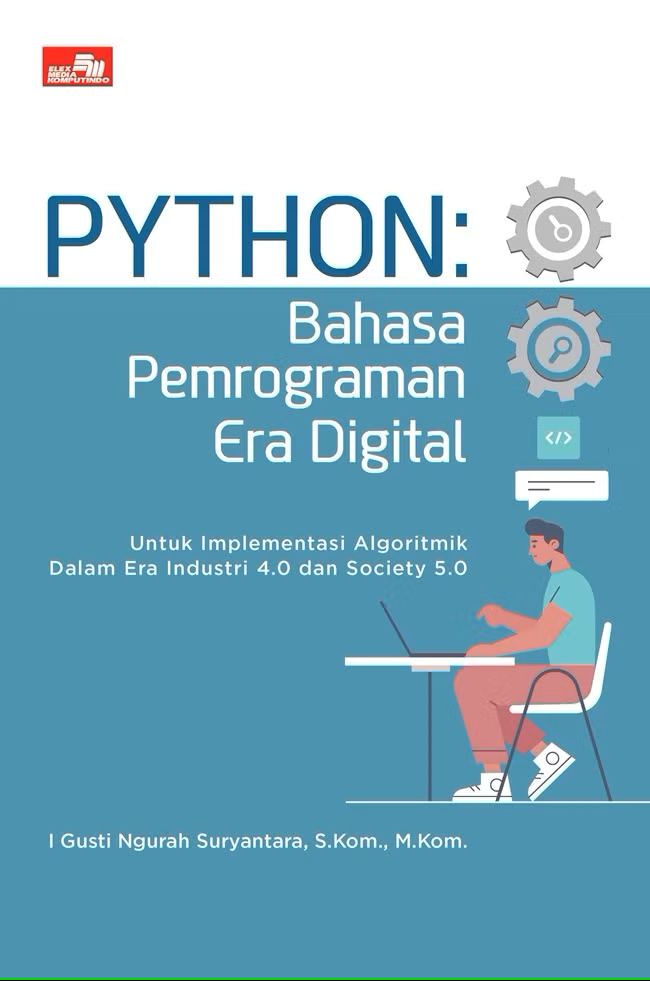 ELEX
MEDIA
KOMPUTINDO
PYTHON:
Bahasa
Pemrograman
Era Digital
</>
Untuk Implementasi Algoritmik
Dalam Era Industri 4.0 dan Society 5.0
I Gusti Ngurah Suryantara, S.Kom., M.Kom.